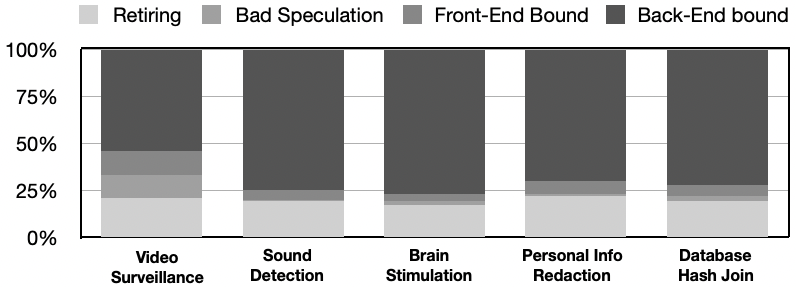 Retiring Bad Speculation Front-End Bound Back-End bound
100%
75%
50%
25%
0%
Video Surveillance
Sound Detection
Brain Stimulation
Personal Info Redaction
Database Hash Join